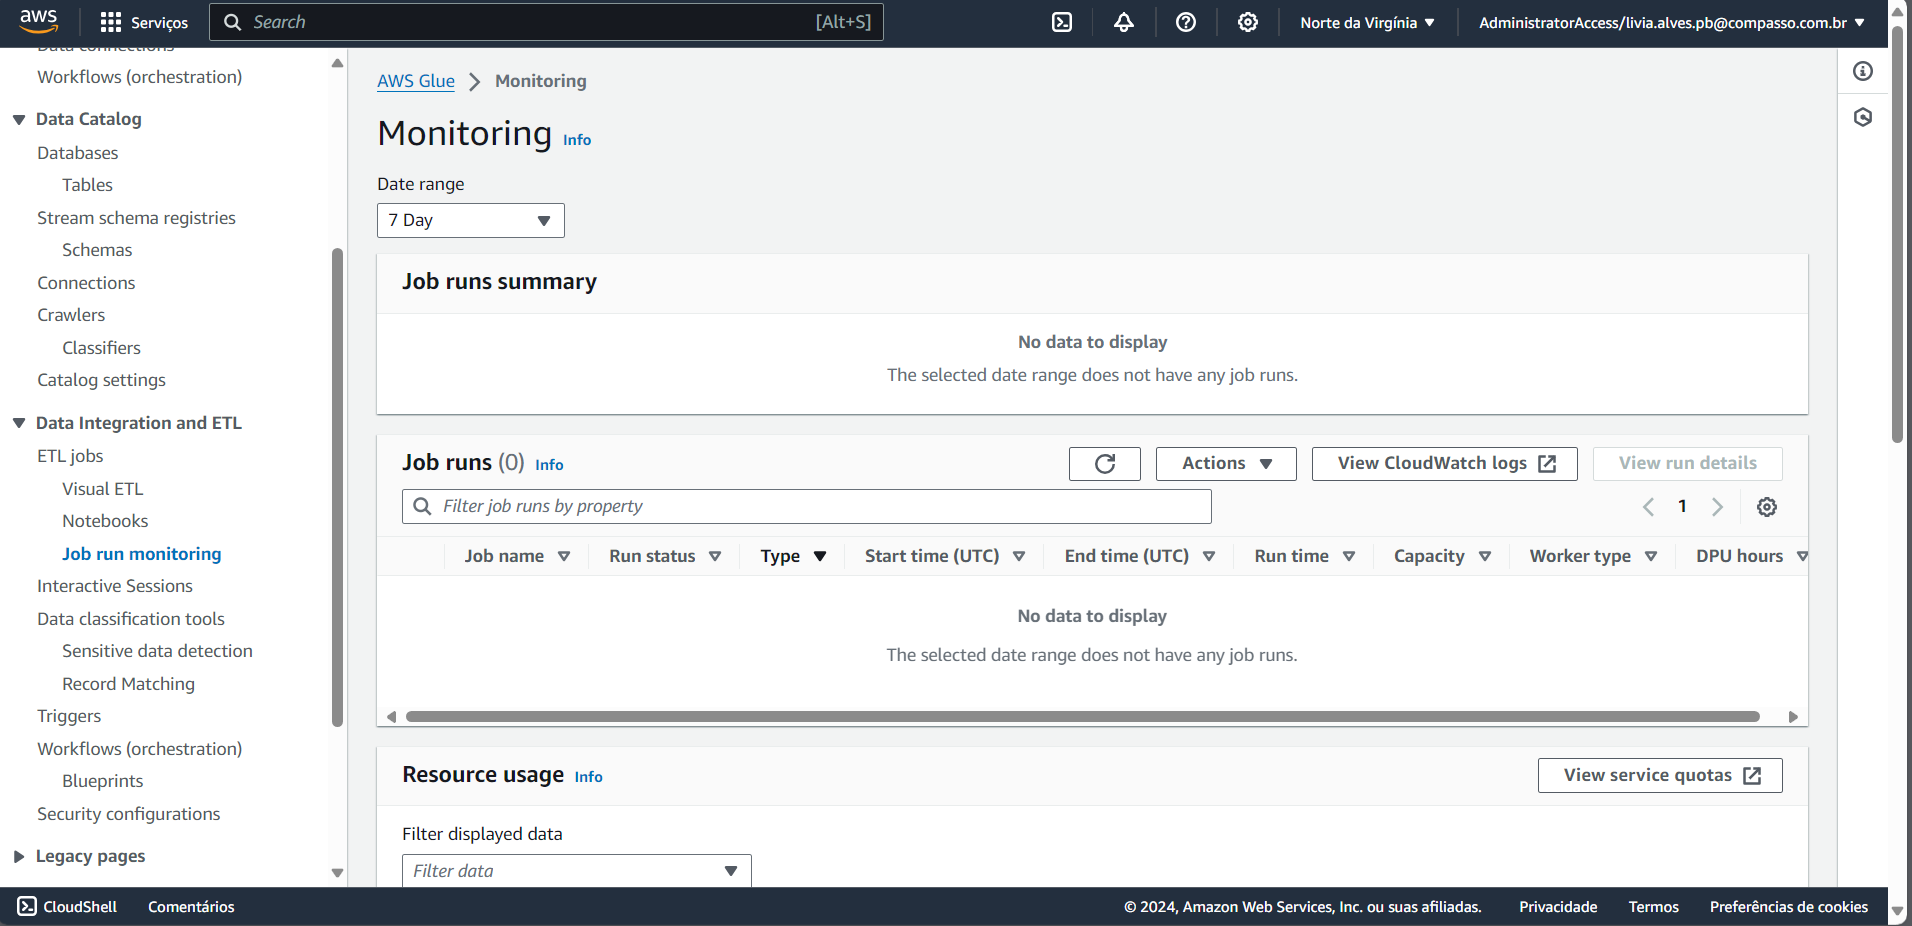 aws
Serviços
Search
[Alt+S]
Norte da Virgínia
AdministratorAccess/livia.alves.pb@compasso.com.br
Data connections
Workflows (orchestration)
Data Catalog
Databases
Tables
Stream schema registries
Schemas
Connections
Crawlers
Classifiers
Catalog settings
Data Integration and ETL
ETL jobs
Visual ETL
Notebooks
Job run monitoring
Interactive Sessions
Data classification tools
Sensitive data detection
Record Matching
Triggers
Workflows (orchestration)
Blueprints
Security configurations
Legacy pages
AWS Glue > Monitoring
Monitoring Info
Date range
7 Day
Job runs summary
No data to display
The selected date range does not have any job runs.
Job runs (0) Info
Actions
View CloudWatch logs
View run details
Filter job runs by property
1
Job name Run status Type Start time (UTC) End time (UTC) Run time Capacity Worker type DPU hours
No data to display
The selected date range does not have any job runs.
Resource usage Info
View service quotas
Filter displayed data
Filter data
CloudShell Comentários © 2024, Amazon Web Services, Inc. ou suas afiliadas. Privacidade Termos Preferências de cookies